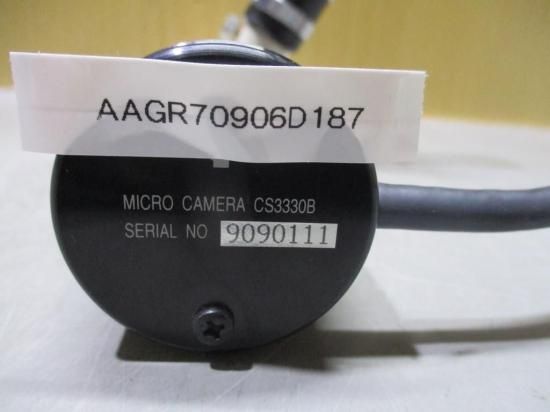 AAGR70906D187
MICRO CAMERA CS3330B
SERIAL NO 9090111